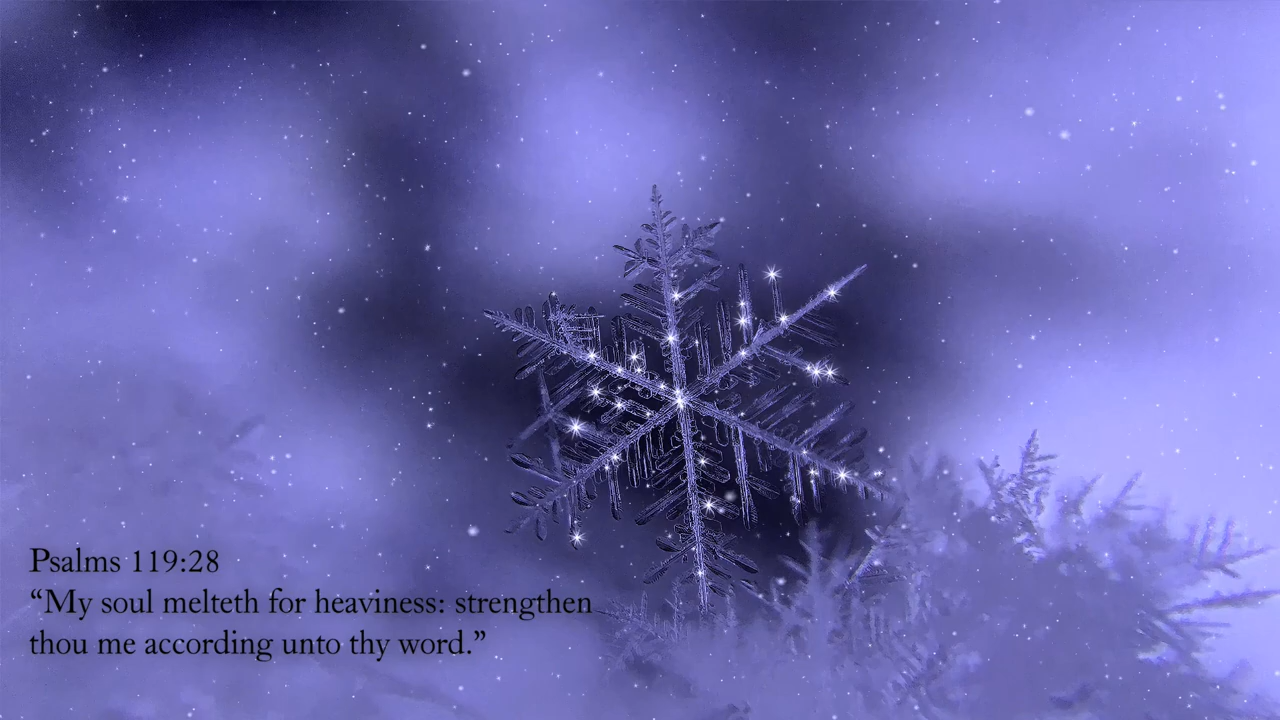 Psalms 119:28
“My soul melteth for heaviness: strengthen
thou me according unto thy word.”